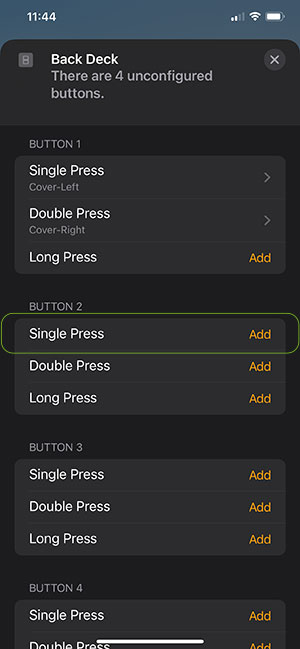 11:44
Back Deck
There are 4 unconfigured
buttons.
BUTTON 1
Single Press
Cover-Left
Double Press
Cover-Right
Long Press Add
BUTTON 2
Single Press Add
Double Press Add
Long Press Add
BUTTON 3
Single Press Add
Double Press Add
Long Press Add
BUTTON 4
Single Press Add
Double Press Add